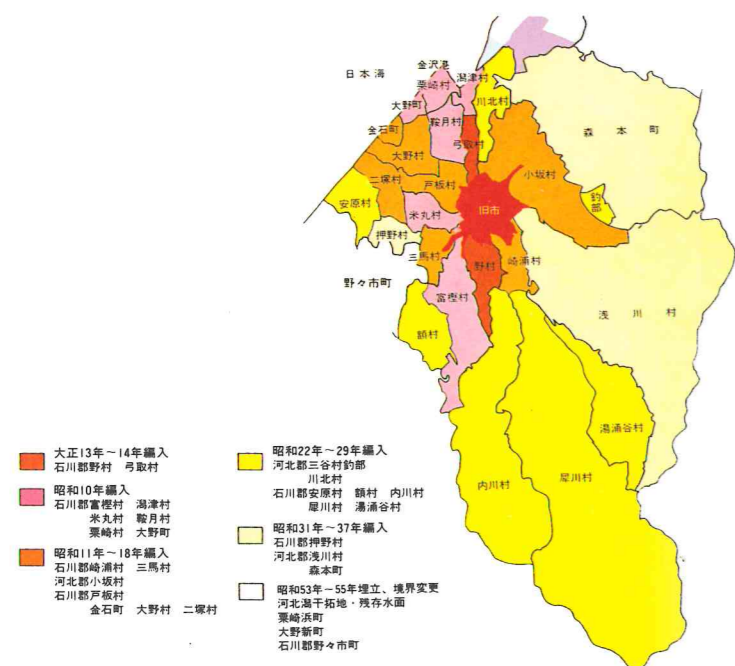 日本海
金沢港
潟津村
粟崎村
川北村
大野町
鞍月村
森本町
金石町
弓取村
大野村
小坂村
二塚村
戸板村
釣部
安原村
旧市
米丸村
押野村
三馬村
野村
崎浦村
野々市町
富樫村
浅川村
額村
湯涌谷村
内川村
犀川村
大正13年～14年編入
石川郡野村 弓取村
昭和10年編入
石川郡富樫村 潟津村
米丸村 鞍月村
粟崎村 大野町
昭和11年～18年編入
石川郡崎浦村 三馬村
河北郡小坂村
石川郡戸板村
金石町 大野村 二塚村
昭和22年～29年編入
河北郡三谷村釣部
川北村
石川郡安原村 額村 内川村
犀川村 湯涌谷村
昭和31年～37年編入
石川郡押野村
河北郡浅川村
森本町
昭和53年～55年埋立、境界変更
河北潟干拓地・残存水面
粟崎浜町
大野新町
石川郡野々市町